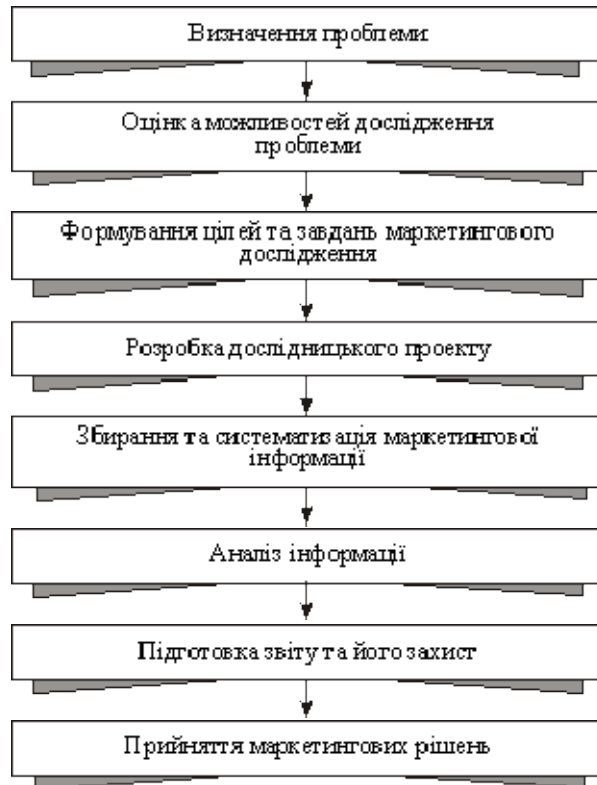 Визначення проблеми
Оцінка можливостей дослідження
проблеми
Формування цілей та завдань маркетингового
дослідження
Розробка дослідницького проекту
Збирання та систематизація маркетингової
інформації
Аналіз інформації
Підготовка звіту та його захист
Прийняття маркетингових рішень